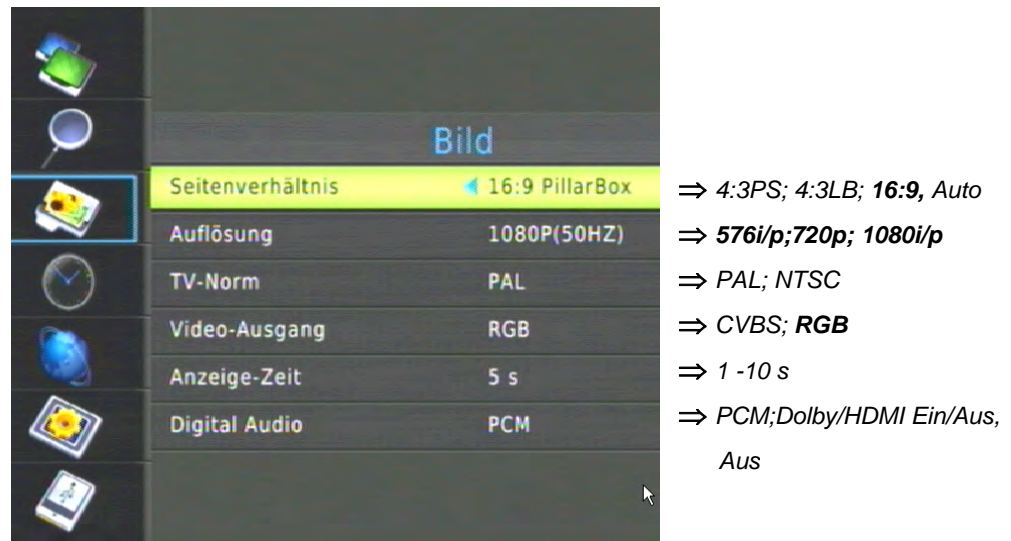 Bild
Seitenverhältnis 16:9 PillarBox ⇒ 4:3PS; 4:3LB; 16:9, Auto
Auflösung 1080P(50HZ) ⇒ 576i/p;720p; 1080i/p
TV-Norm PAL ⇒ PAL; NTSC
Video-Ausgang RGB ⇒ CVBS; RGB
Anzeige-Zeit 5 s ⇒ 1 -10 s
Digital Audio PCM ⇒ PCM;Dolby/HDMI Ein/Aus,
Aus